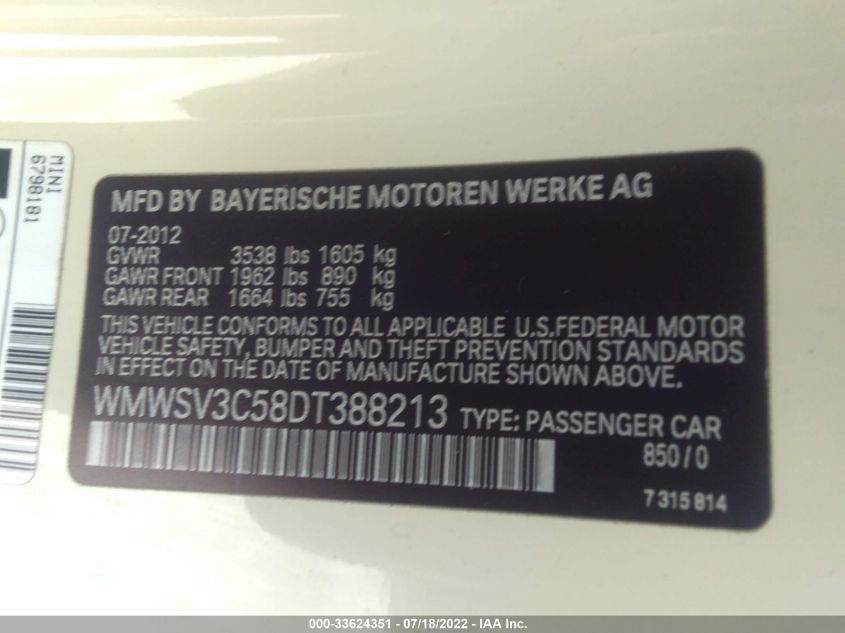 MINI
6798181
MFD BY BAYERISCHE MOTOREN WERKE AG
07-2012
GVWR 3538 lbs 1605 kg
GAWR FRONT 1962 lbs 890 kg
GAWR REAR 1664 lbs 755 kg
THIS VEHICLE CONFORMS TO ALL APPLICABLE U.S.FEDERAL MOTOR
VEHICLE SAFETY, BUMPER AND THEFT PREVENTION STANDARDS
IN EFFECT ON THE DATE OF MANUFACTURE SHOWN ABOVE.
WMWSV3C58DT388213 TYPE: PASSENGER CAR
850/0
7315814
000-33624351 - 07/18/2022 - IAA Inc.